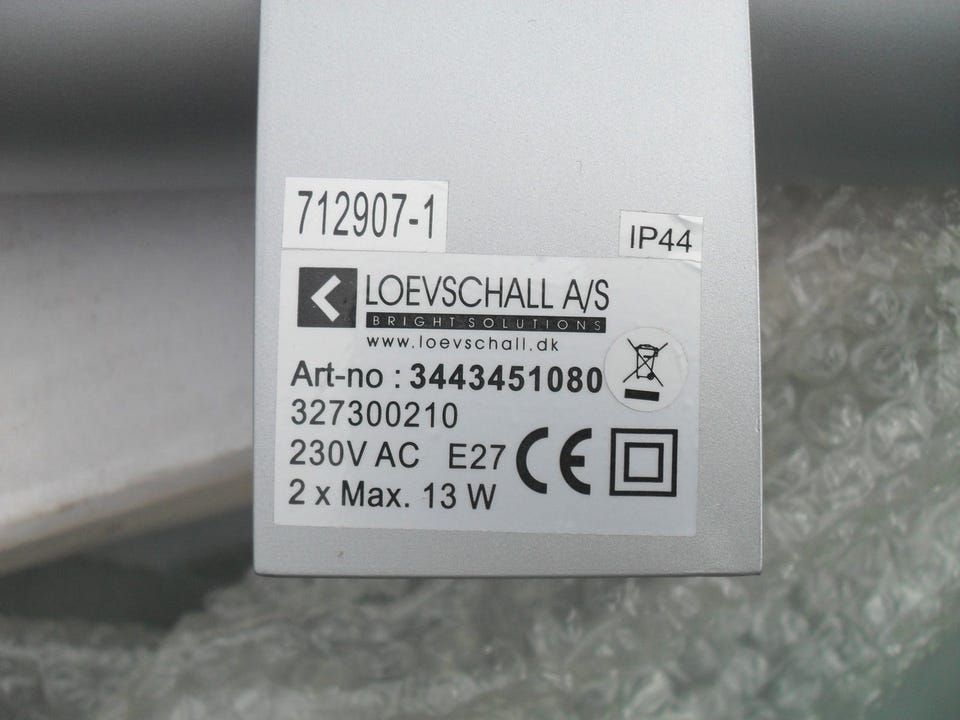 712907-1
IP44
LOEVSCHALL A/S
BRIGHT SOLUTIONS
www.loevschall.dk
Art-no : 3443451080
327300210
230V AC E27 CE
2 x Max. 13 W